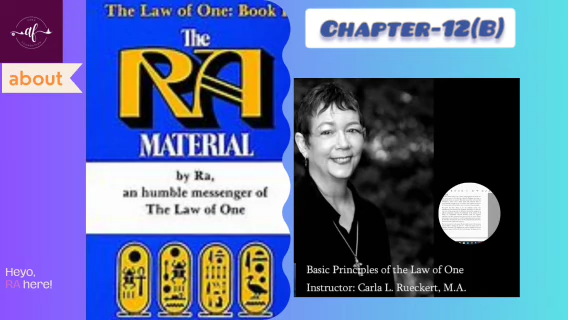 af
about
Heyo,
RA here!
The Law of One: Book
The
RA
MATERIAL
by Ra,
an humble messenger of
The Law of One
Chapter-12(B)
Basic Principles of the Law of One
Instructor: Carla L. Rueckert, M.A.